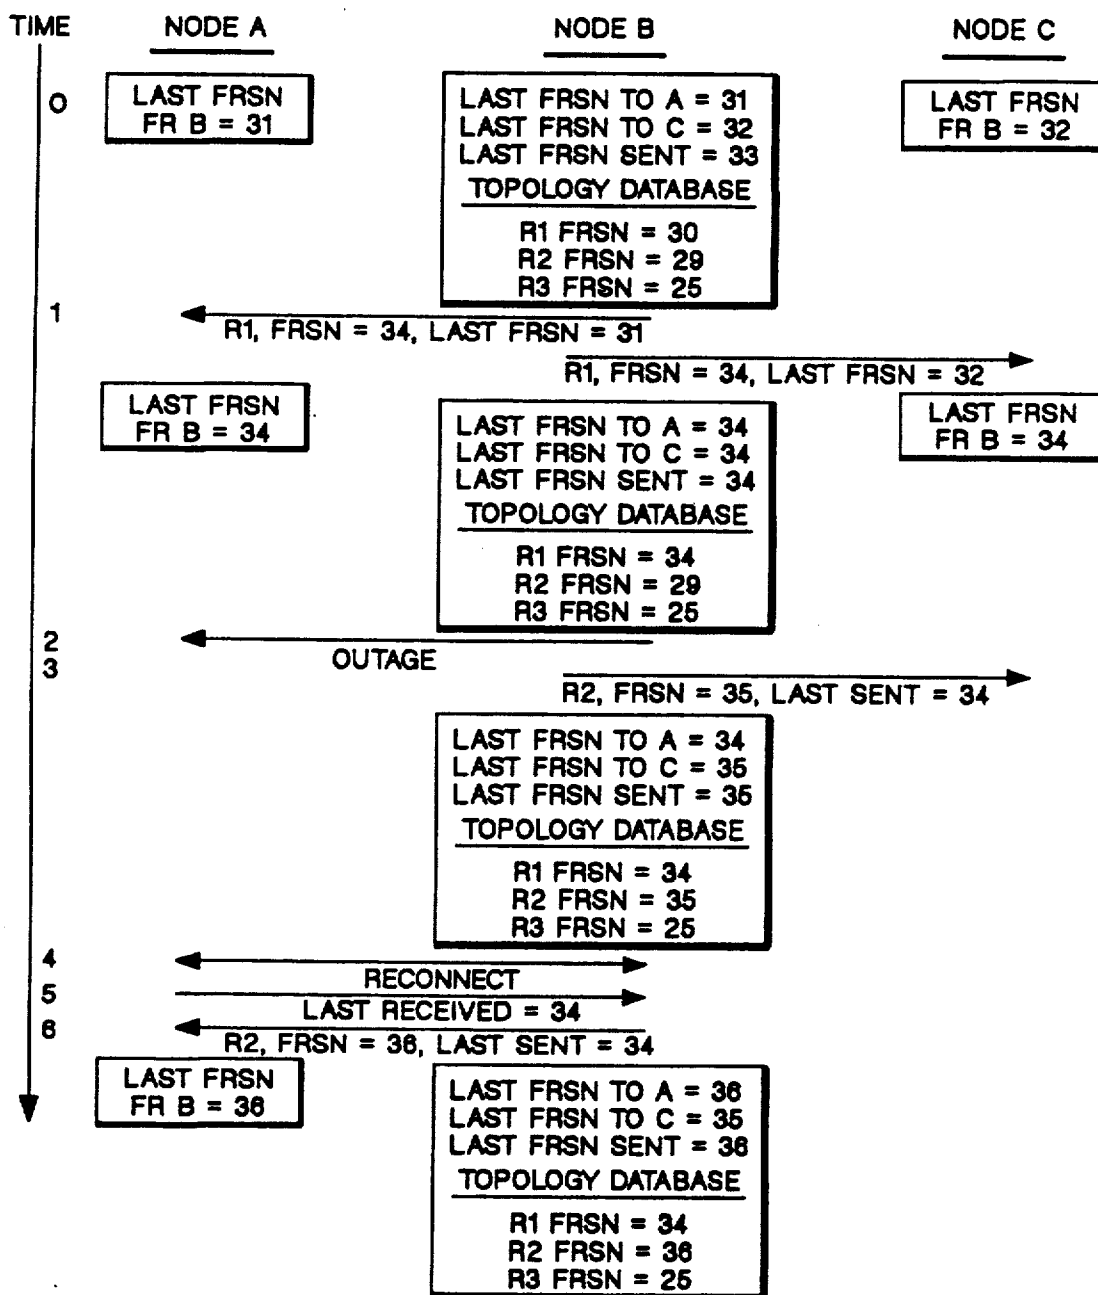 TIME
NODE A
NODE B
NODE C
0
LAST FRSN
FR B = 31
LAST FRSN TO A = 31
LAST FRSN TO C = 32
LAST FRSN SENT = 33
TOPOLOGY DATABASE
R1 FRSN = 30
R2 FRSN = 29
R3 FRSN = 25
LAST FRSN
FR B = 32
1
R1, FRSN = 34, LAST FRSN = 31
R1, FRSN = 34, LAST FRSN = 32
LAST FRSN
FR B = 34
LAST FRSN TO A = 34
LAST FRSN TO C = 34
LAST FRSN SENT = 34
TOPOLOGY DATABASE
R1 FRSN = 34
R2 FRSN = 29
R3 FRSN = 25
LAST FRSN
FR B = 34
2
OUTAGE
3
R2, FRSN = 35, LAST SENT = 34
LAST FRSN TO A = 34
LAST FRSN TO C = 35
LAST FRSN SENT = 35
TOPOLOGY DATABASE
R1 FRSN = 34
R2 FRSN = 35
R3 FRSN = 25
4
RECONNECT
5
LAST RECEIVED = 34
6
R2, FRSN = 36, LAST SENT = 34
LAST FRSN
FR B = 36
LAST FRSN TO A = 36
LAST FRSN TO C = 35
LAST FRSN SENT = 36
TOPOLOGY DATABASE
R1 FRSN = 34
R2 FRSN = 36
R3 FRSN = 25